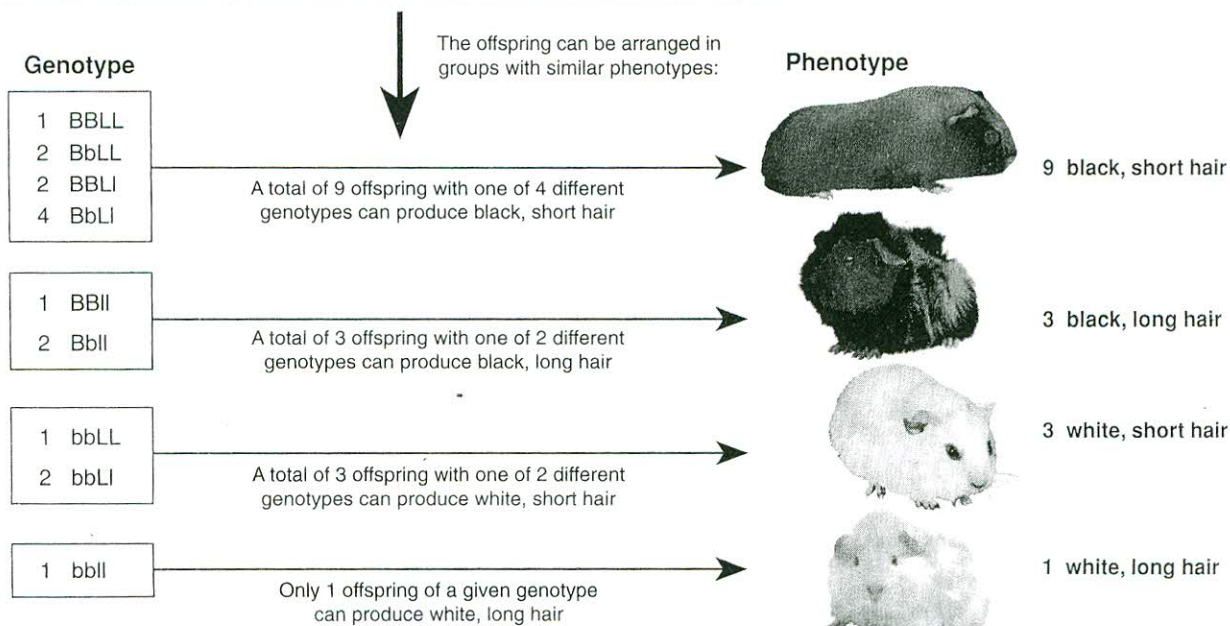 The offspring can be arranged in
groups with similar phenotypes:
Genotype
Phenotype
1 BBLL
2 BbLL
2 BBLl
4 BbLl
A total of 9 offspring with one of 4 different
genotypes can produce black, short hair
9 black, short hair
1 BBll
2 Bbll
A total of 3 offspring with one of 2 different
genotypes can produce black, long hair
3 black, long hair
1 bbLL
2 bbLl
A total of 3 offspring with one of 2 different
genotypes can produce white, short hair
3 white, short hair
1 bbll
Only 1 offspring of a given genotype
can produce white, long hair
1 white, long hair